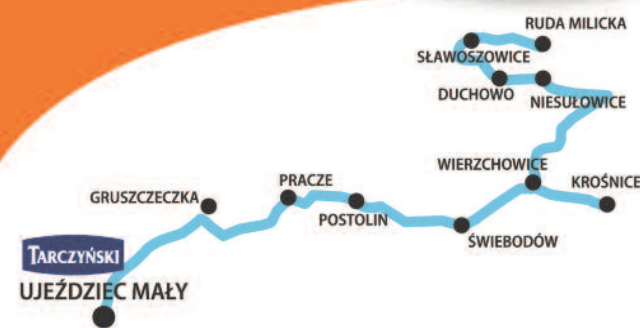 RUDA MILICKA
SŁAWOSZOWICE
DUCHOWO
NIESUŁOWICE
WIERZCHOWICE
KROŚNICE
PRACZE
GRUSZCZECZKA
POSTOLIN
ŚWIEBODÓW
TARCZYŃSKI
UJEŹDZIEC MAŁY